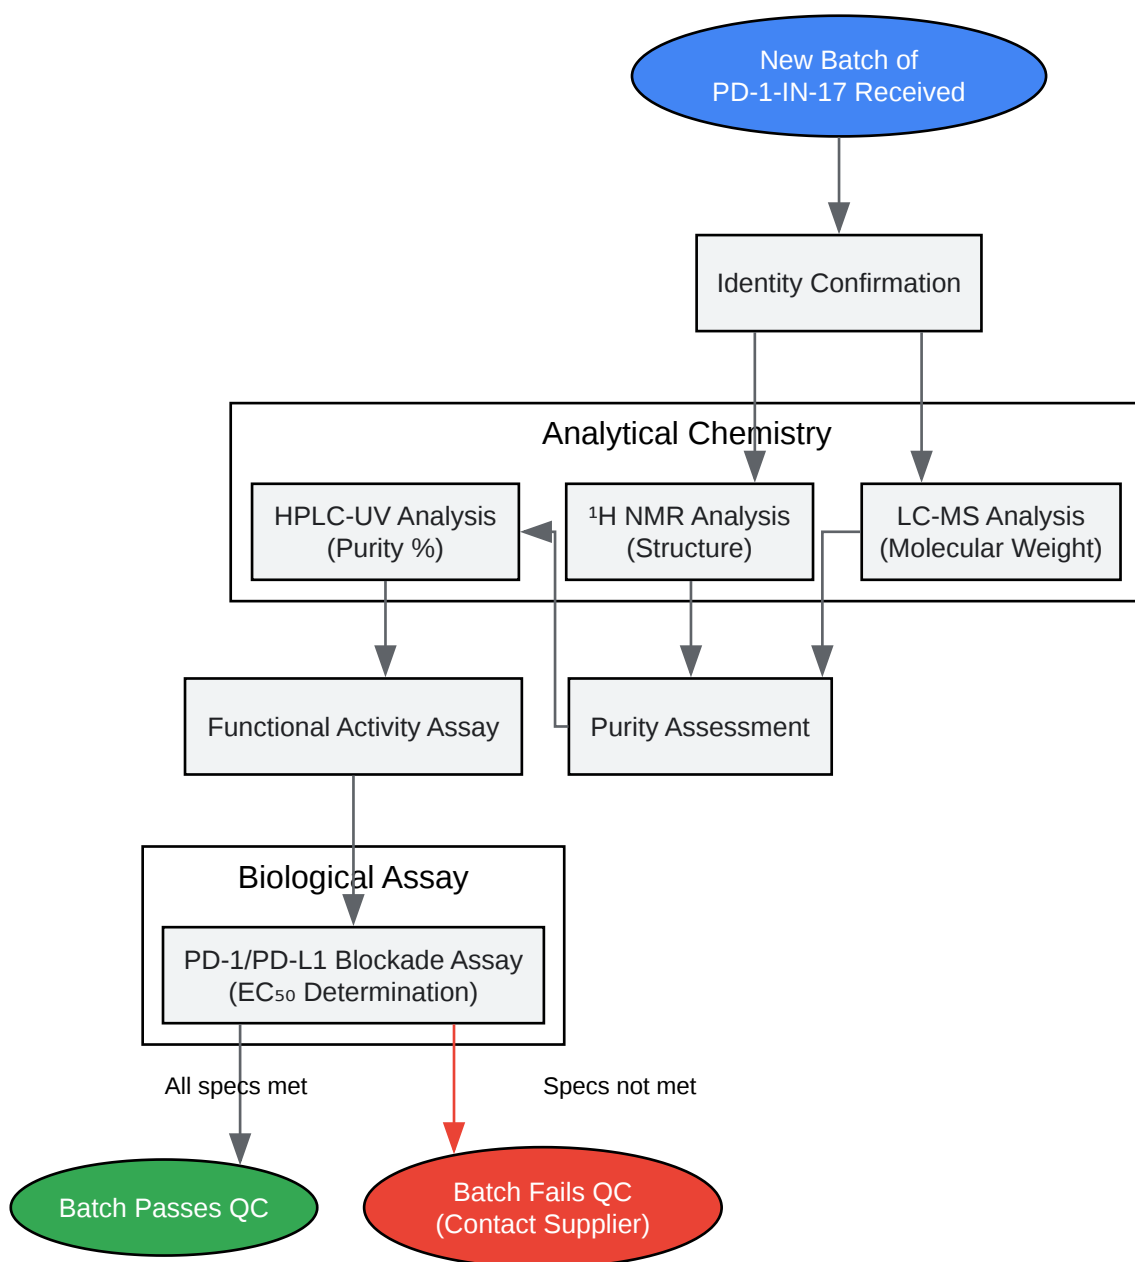 New Batch of
PD-1-IN-17 Received
Identity Confirmation
Analytical Chemistry
HPLC-UV Analysis
(Purity %)
¹H NMR Analysis
(Structure)
LC-MS Analysis
(Molecular Weight)
Functional Activity Assay
Purity Assessment
Biological Assay
PD-1/PD-L1 Blockade Assay
(EC₅₀ Determination)
All specs met
Specs not met
Batch Passes QC
Batch Fails QC
(Contact Supplier)